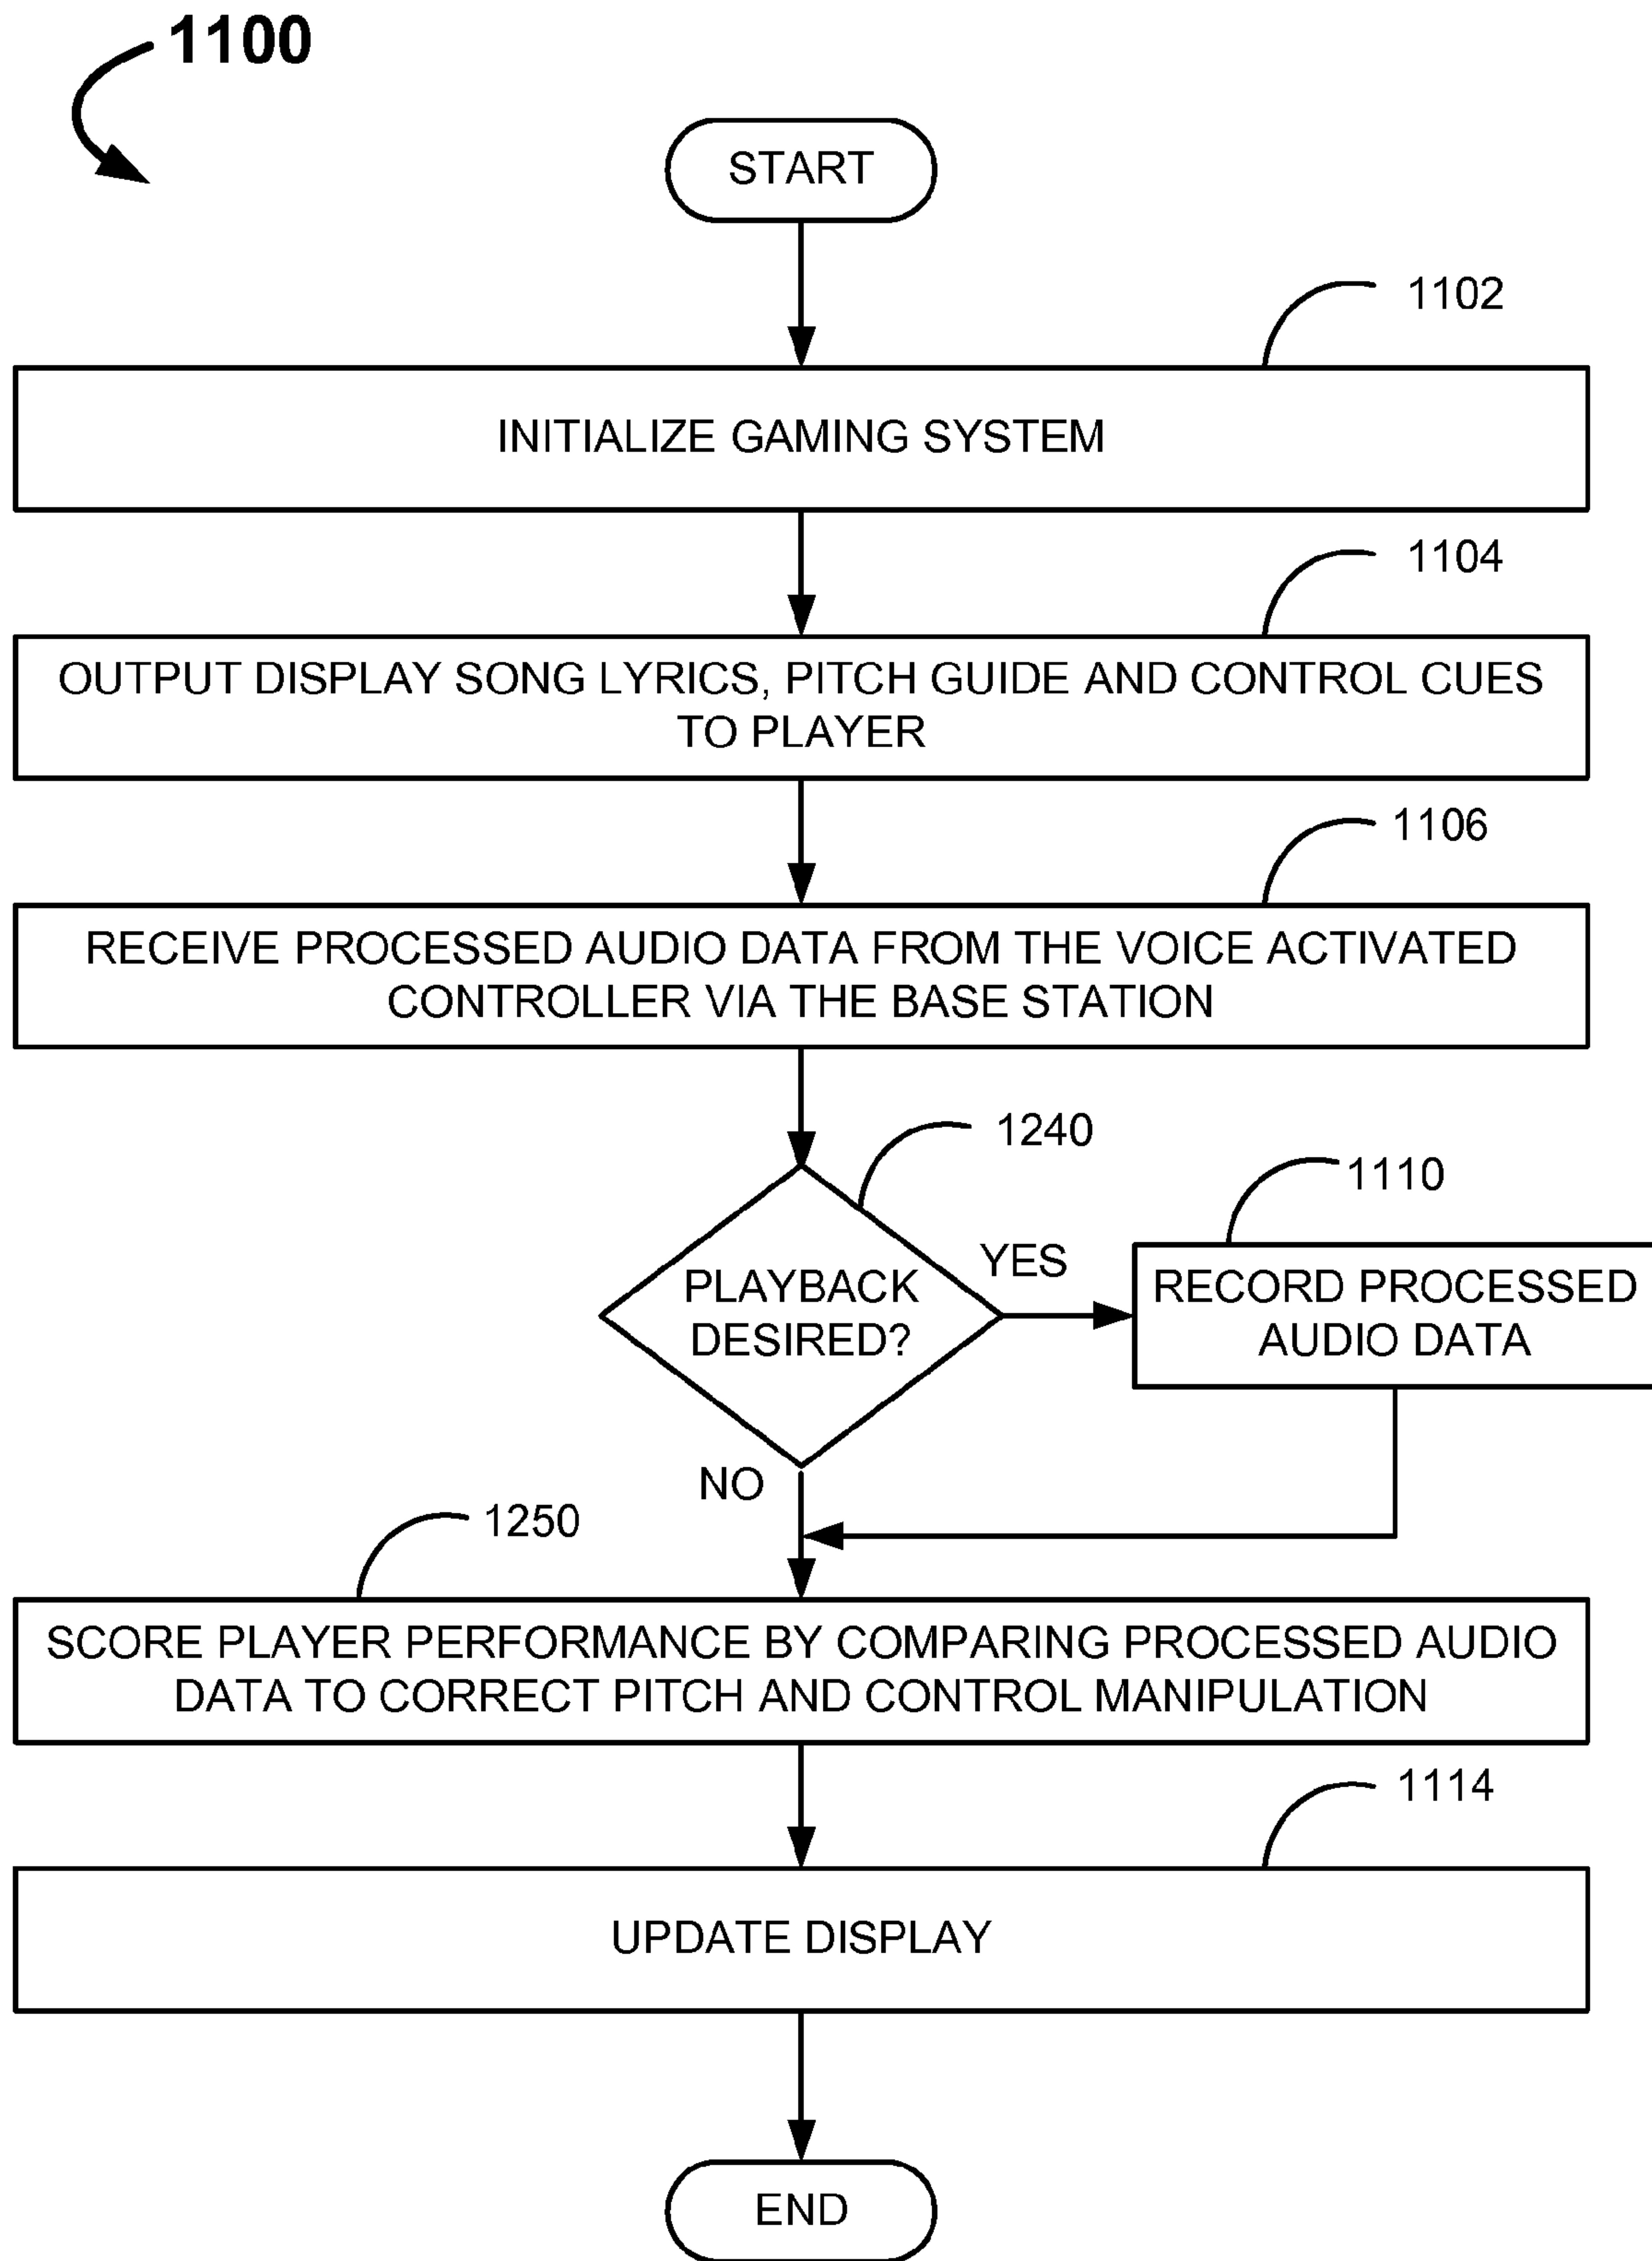 1100
START
1102
INITIALIZE GAMING SYSTEM
1104
OUTPUT DISPLAY SONG LYRICS, PITCH GUIDE AND CONTROL CUES
TO PLAYER
1106
RECEIVE PROCESSED AUDIO DATA FROM THE VOICE ACTIVATED
CONTROLLER VIA THE BASE STATION
1240
PLAYBACK
DESIRED?
YES
1110
RECORD PROCESSED
AUDIO DATA
NO
1250
SCORE PLAYER PERFORMANCE BY COMPARING PROCESSED AUDIO
DATA TO CORRECT PITCH AND CONTROL MANIPULATION
1114
UPDATE DISPLAY
END